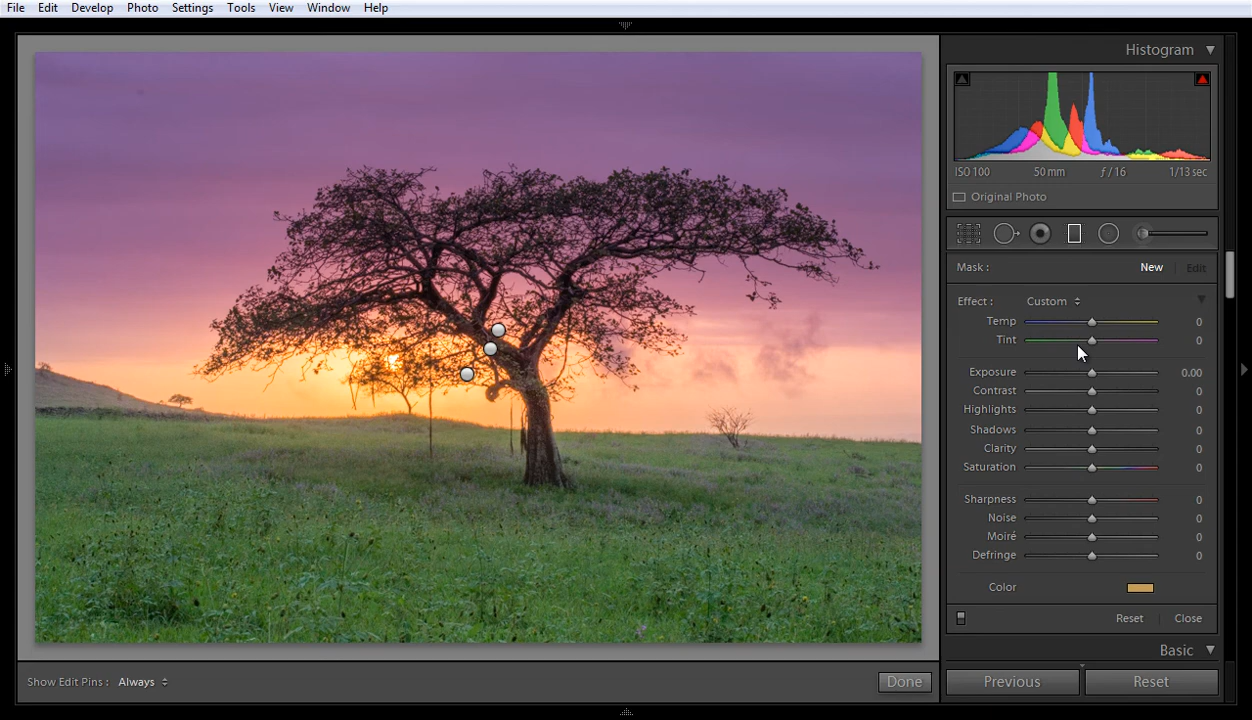 File Edit Develop Photo Settings Tools View Window Help
Histogram
ISO 100 50 mm ƒ / 16 1/13 sec
Original Photo
Mask : New Edit
Effect : Custom
Temp 0
Tint 0
Exposure 0.00
Contrast 0
Highlights 0
Shadows 0
Clarity 0
Saturation 0
Sharpness 0
Noise 0
Moiré 0
Defringe 0
Color
Reset Close
Basic
Show Edit Pins : Always Done Previous Reset